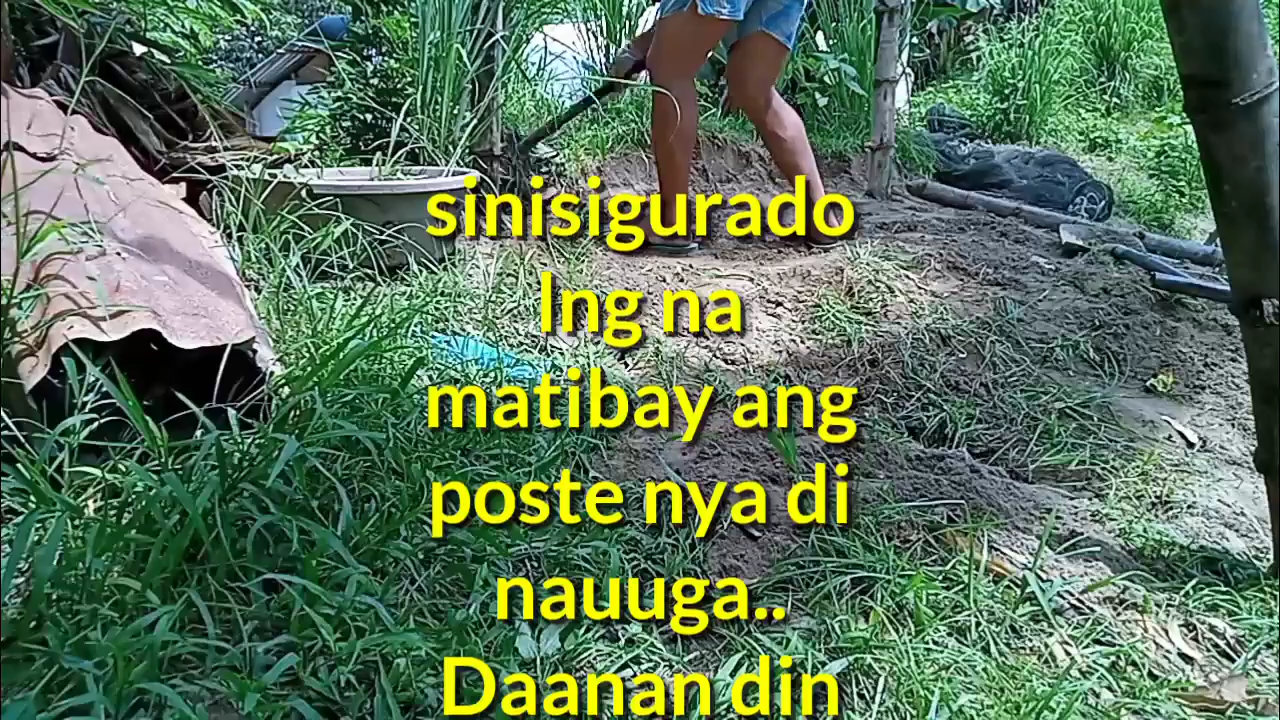 sinisigurado
lng na
matibay ang
poste nya di
nauuga..
Daanan din